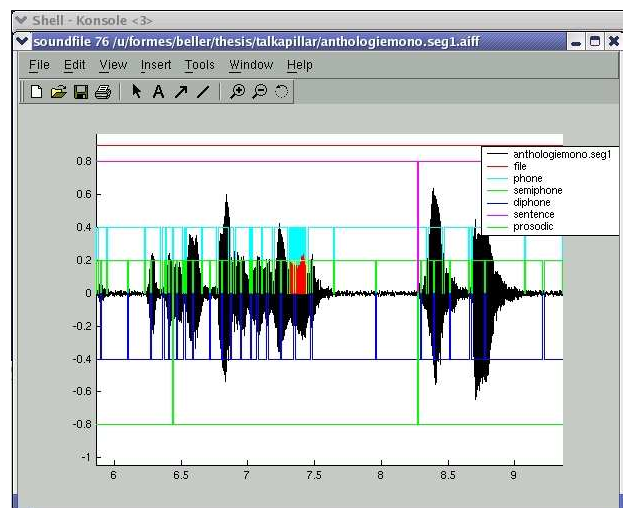 Shell - Konsole <3>
soundfile 76 /u/formes/beller/thesis/talkapillar/anthologiemono.seg1.aiff
File Edit View Insert Tools Window Help
A
anthologiemono.seg1
file
phone
semiphone
diphone
sentence
prosodic
0.8
0.6
0.4
0.2
0
-0.2
-0.4
-0.6
-0.8
-1
6 6.5 7 7.5 8 8.5 9